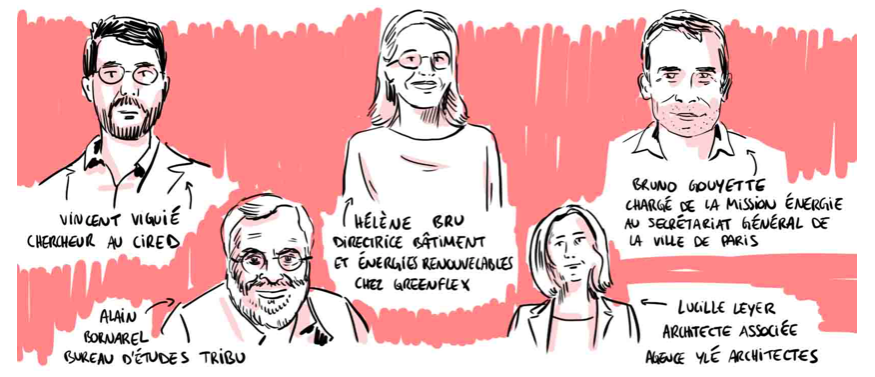 VINCENT VIGUIÉ
CHERCHEUR AU CIRED
HÉLÈNE BRU
DIRECTRICE BÂTIMENT
ET ÉNERGIES RENOUVELABLES
CHEZ GREENFLEX
BRUNO GOUYETTE
CHARGÉ DE LA MISSION ÉNERGIE
AU SECRÉTARIAT GÉNÉRAL DE
LA VILLE DE PARIS
ALAIN
BORNAREL
BUREAU D'ÉTUDES TRIBU
LUCILLE LEYER
ARCHITECTE ASSOCIÉE
AGENCE YLÉ ARCHITECTES